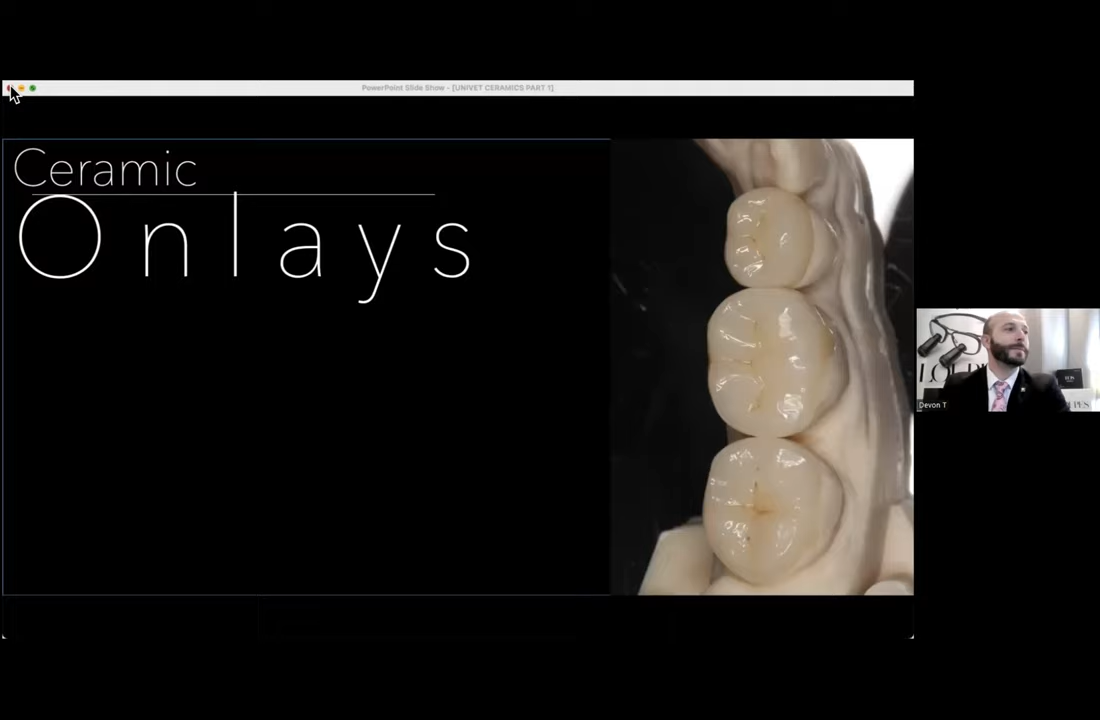 PowerPoint Slide Show - [UNIVET CERAMICS PART 1]
Ceramic
Onlays
Devon T